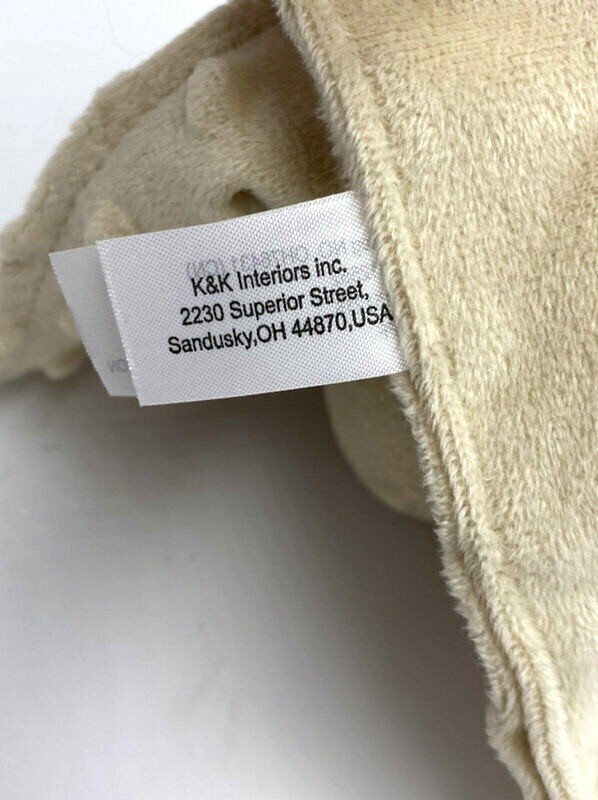 K&K Interiors inc.
2230 Superior Street,
Sandusky,OH 44870,USA